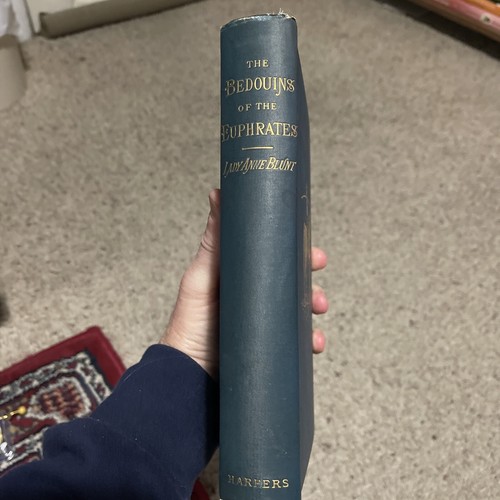 THE
BEDOUINS
OF THE
EUPHRATES
LADY ANNE BLUNT
HARPERS